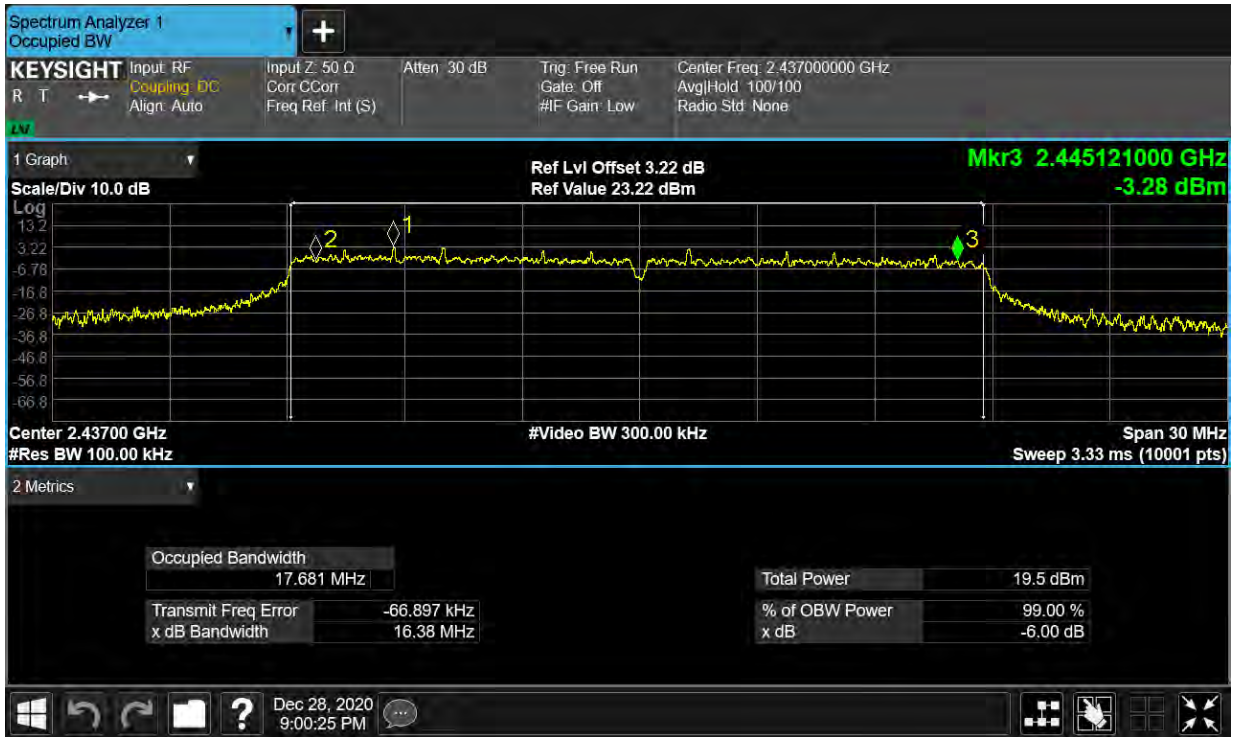 Spectrum Analyzer 1
Occupied BW
KEYSIGHT Input: RF Input Z: 50 Ω Atten: 30 dB Trig: Free Run Center Freq: 2.437000000 GHz
R T Coupling: DC Corr CCorr Gate: Off Avg|Hold: 100/100
Align: Auto Freq Ref: Int (S) #IF Gain: Low Radio Std: None
LXI
1 Graph
Ref Lvl Offset 3.22 dB
Mkr3 2.445121000 GHz
Scale/Div 10.0 dB
Ref Value 23.22 dBm
-3.28 dBm
Log
13.2
3.22
-6.78
-16.8
-26.8
-36.8
-46.8
-56.8
-66.8
2
1
3
Center 2.43700 GHz #Video BW 300.00 kHz Span 30 MHz
#Res BW 100.00 kHz Sweep 3.33 ms (10001 pts)
2 Metrics
Occupied Bandwidth
17.681 MHz
Total Power 19.5 dBm
Transmit Freq Error -66.897 kHz % of OBW Power 99.00 %
x dB Bandwidth 16.38 MHz x dB -6.00 dB
? Dec 28, 2020
9:00:25 PM